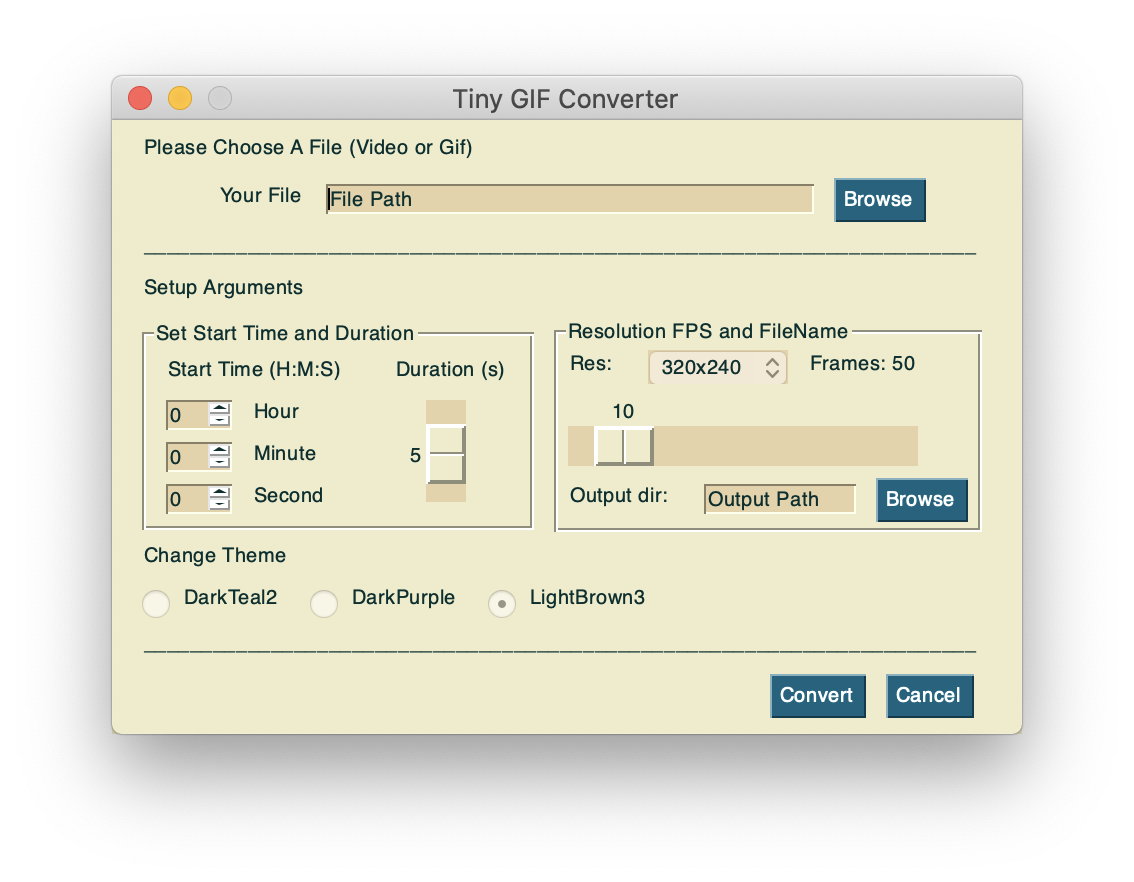 Tiny GIF Converter
Please Choose A File (Video or Gif)
Your File File Path Browse
Setup Arguments
Set Start Time and Duration
Start Time (H:M:S) Duration (s)
0 Hour
0 Minute 5
0 Second
Resolution FPS and FileName
Res: 320x240 Frames: 50
10
Output dir: Output Path Browse
Change Theme
DarkTeal2 DarkPurple LightBrown3
Convert Cancel